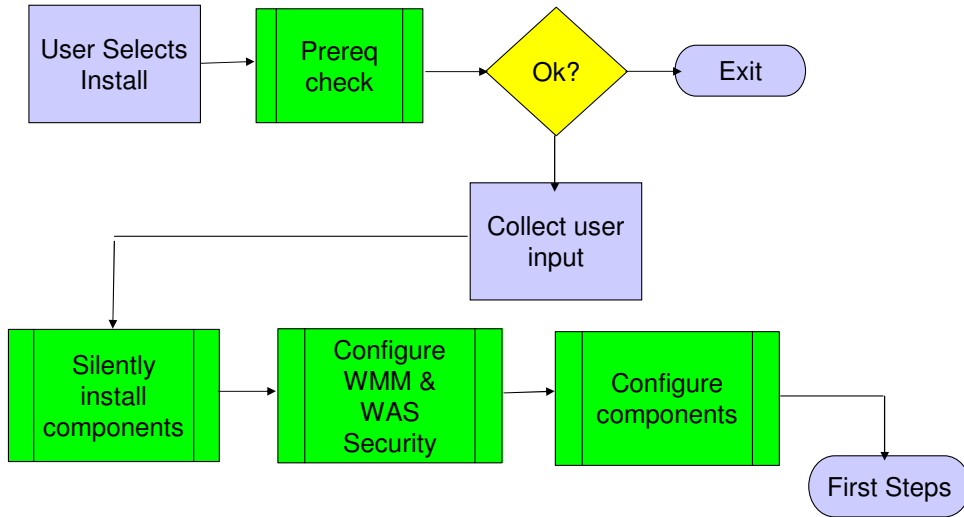 User Selects
Install
Prereq
check
Ok?
Exit
Collect user
input
Silently
install
components
Configure
WMM &
WAS
Security
Configure
components
First Steps